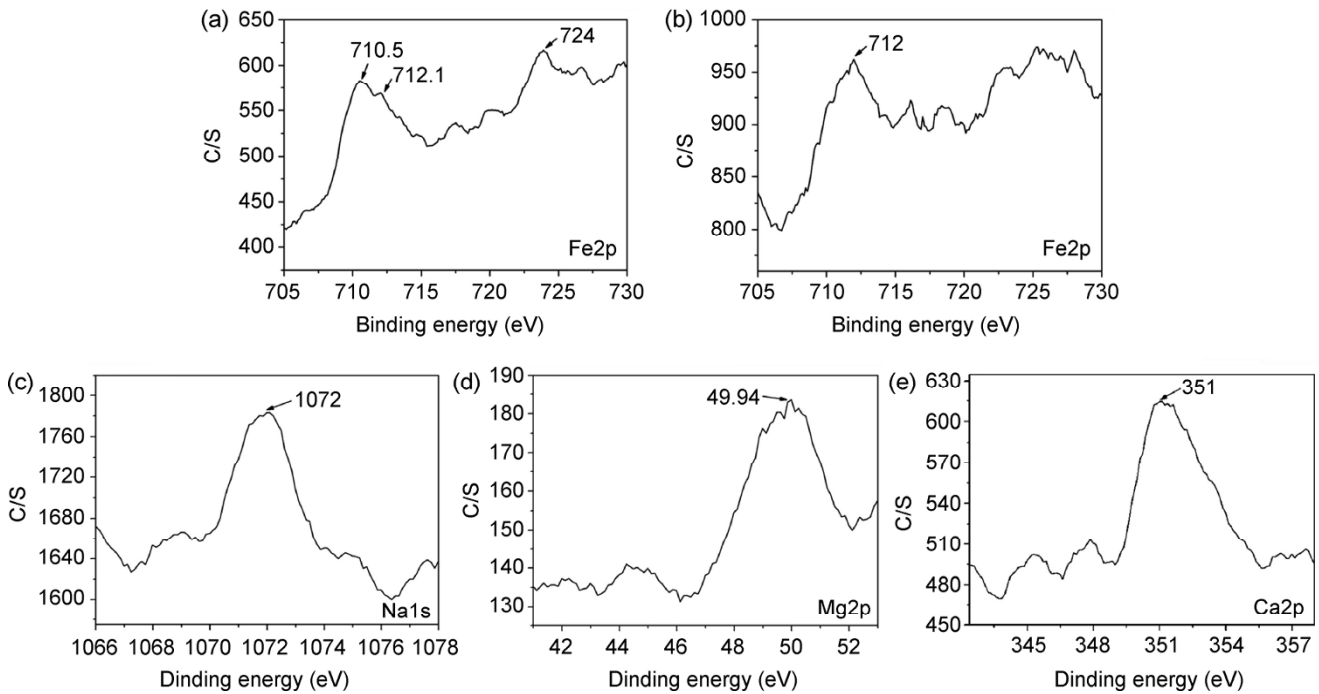 (a)
650
600
550
500
450
400
C/S
710.5
712.1
724
Fe2p
705 710 715 720 725 730
Binding energy (eV)
(b)
1000
950
900
850
800
C/S
712
Fe2p
705 710 715 720 725 730
Binding energy (eV)
(c)
1800
1760
1720
1680
1640
1600
C/S
1072
Na1s
1066 1068 1070 1072 1074 1076 1078
Dinding energy (eV)
(d)
190
180
170
160
150
140
130
C/S
49.94
Mg2p
42 44 46 48 50 52
Dinding energy (eV)
(e)
630
600
570
540
510
480
450
C/S
351
Ca2p
345 348 351 354 357
Dinding energy (eV)